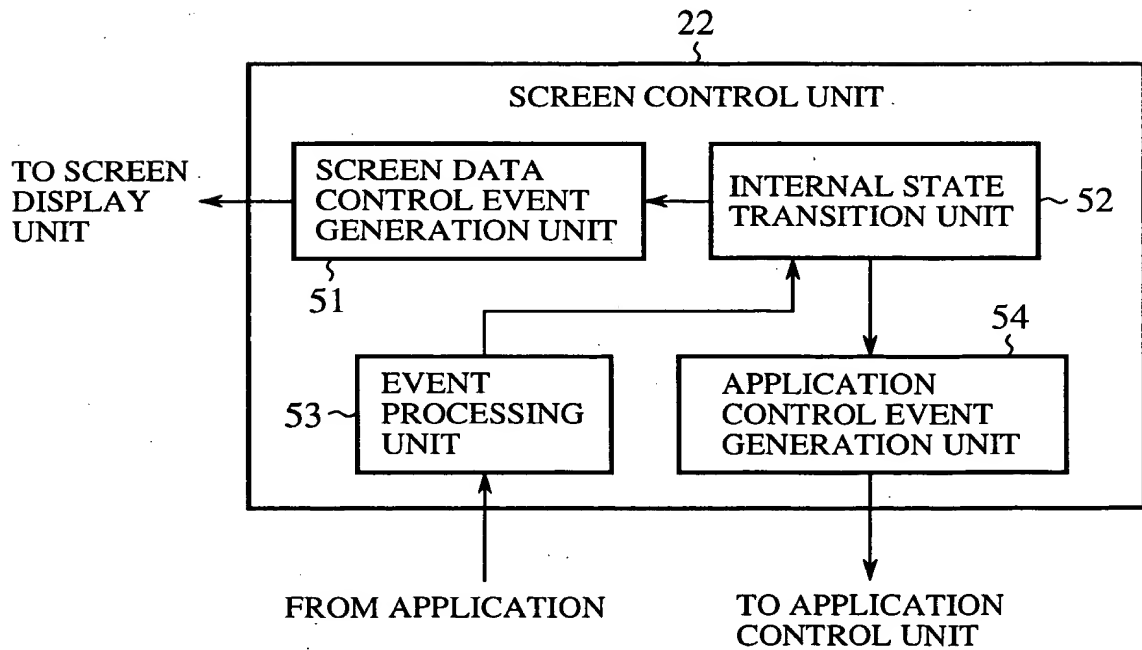 22
SCREEN CONTROL UNIT
TO SCREEN
DISPLAY
UNIT
SCREEN DATA
CONTROL EVENT
GENERATION UNIT
51
INTERNAL STATE
TRANSITION UNIT
52
53
EVENT
PROCESSING
UNIT
54
APPLICATION
CONTROL EVENT
GENERATION UNIT
FROM APPLICATION
TO APPLICATION
CONTROL UNIT